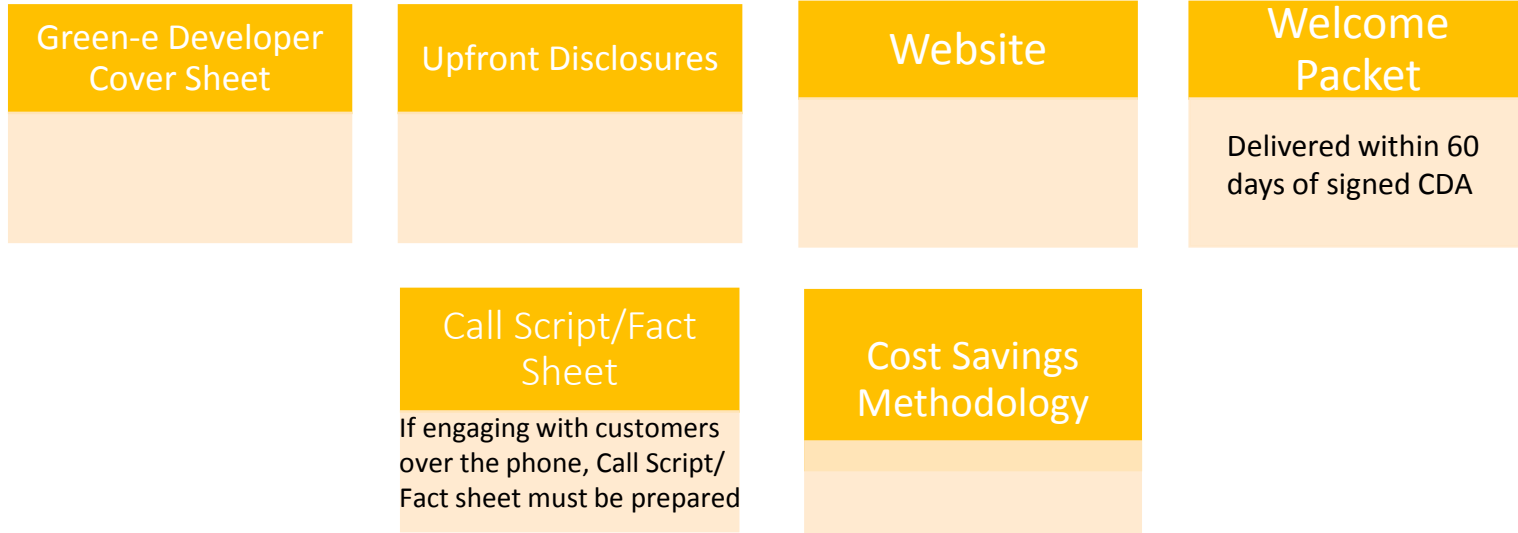 Green-e Developer
Cover Sheet
Upfront Disclosures
Website
Welcome
Packet
Delivered within 60
days of signed CDA
Call Script/Fact
Sheet
If engaging with customers
over the phone, Call Script/
Fact sheet must be prepared
Cost Savings
Methodology